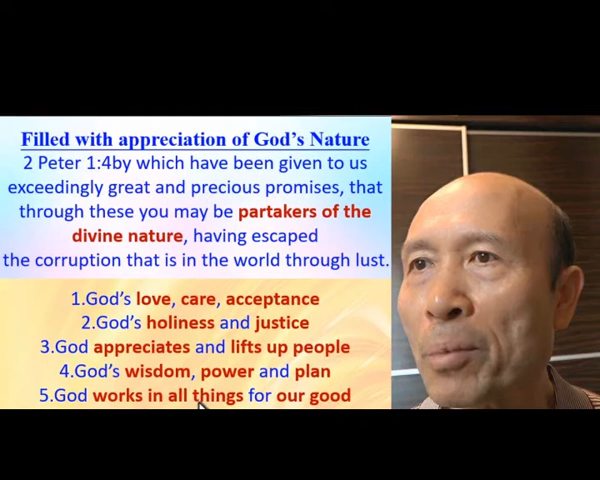 Filled with appreciation of God's Nature
2 Peter 1:4by which have been given to us
exceedingly great and precious promises, that
through these you may be partakers of the
divine nature, having escaped
the corruption that is in the world through lust.
1.God's love, care, acceptance
2.God's holiness and justice
3.God appreciates and lifts up people
4.God's wisdom, power and plan
5.God works in all things for our good